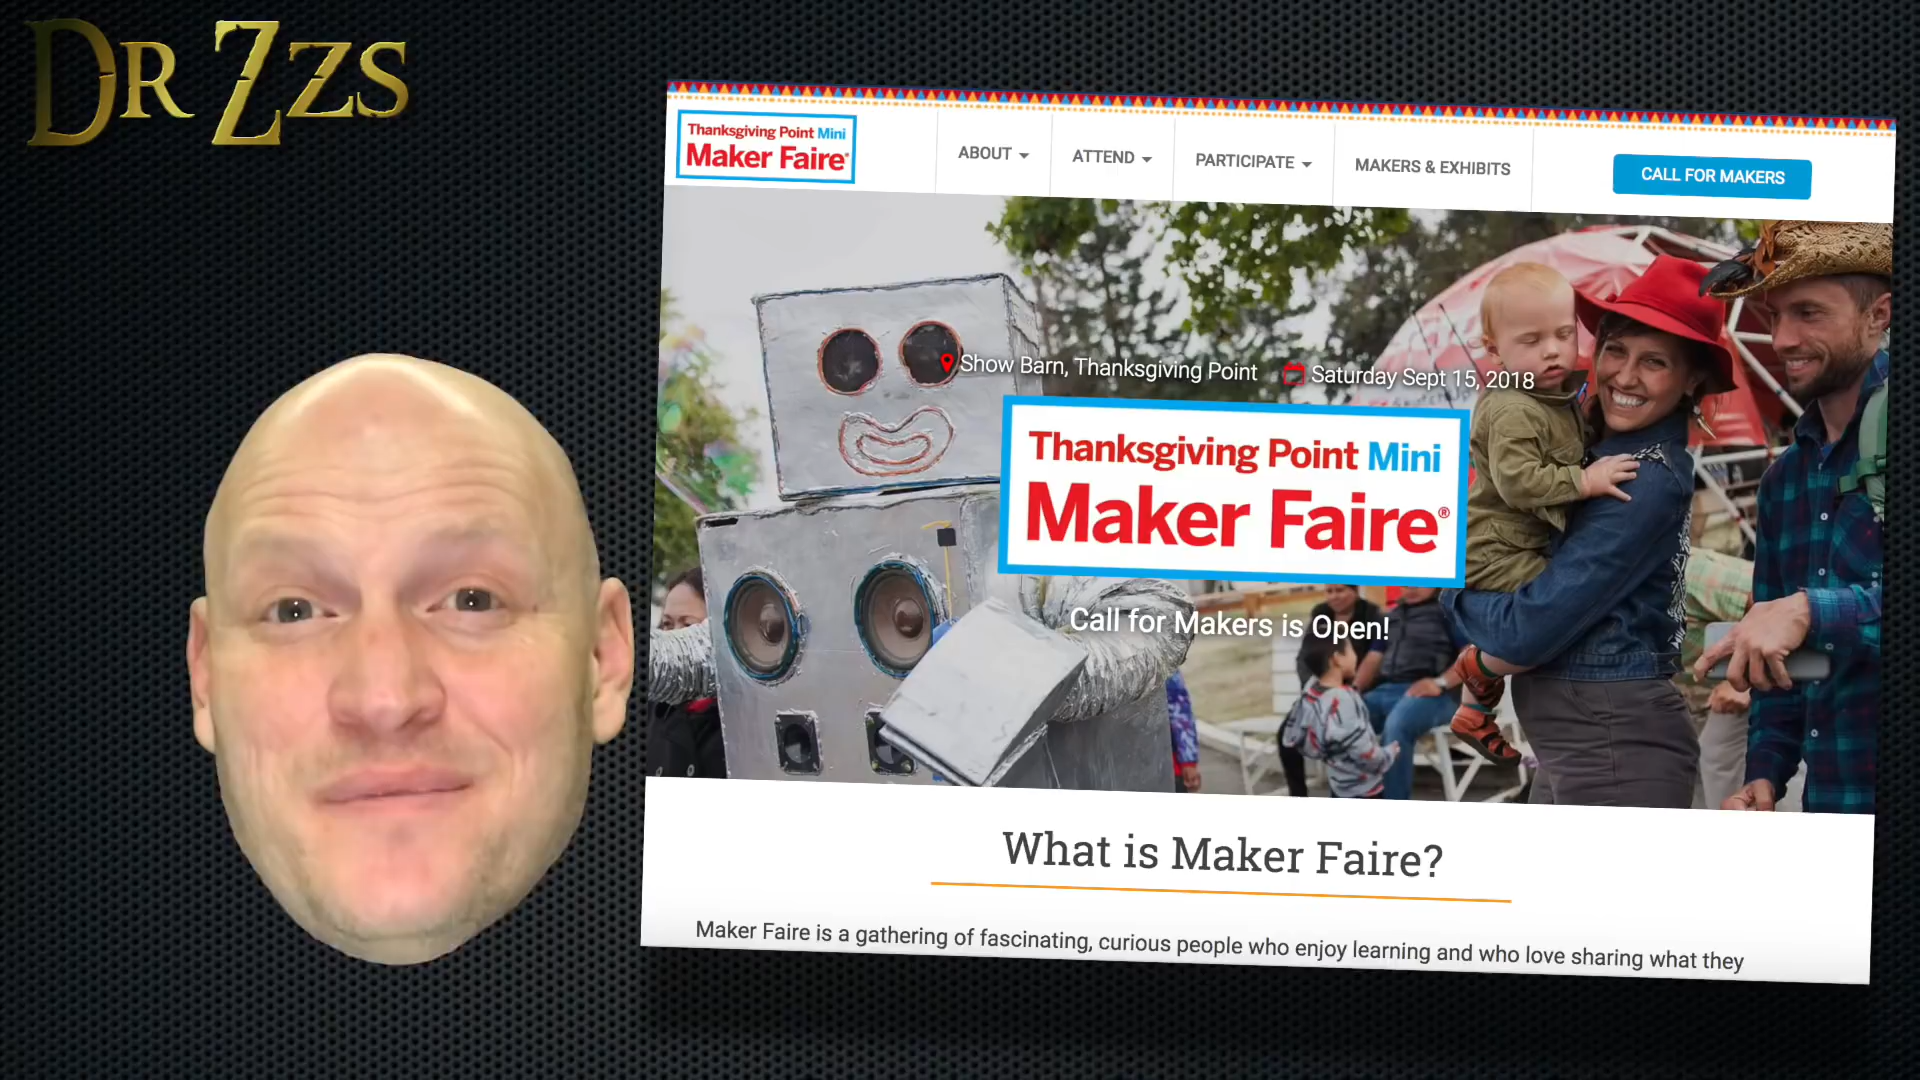 DR ZZS
Thanksgiving Point Mini
Maker Faire®
ABOUT
ATTEND
PARTICIPATE
MAKERS & EXHIBITS
CALL FOR MAKERS
Show Barn, Thanksgiving Point
Saturday Sept 15, 2018
Thanksgiving Point Mini
Maker Faire®
Call for Makers is Open!
What is Maker Faire?
Maker Faire is a gathering of fascinating, curious people who enjoy learning and who love sharing what they